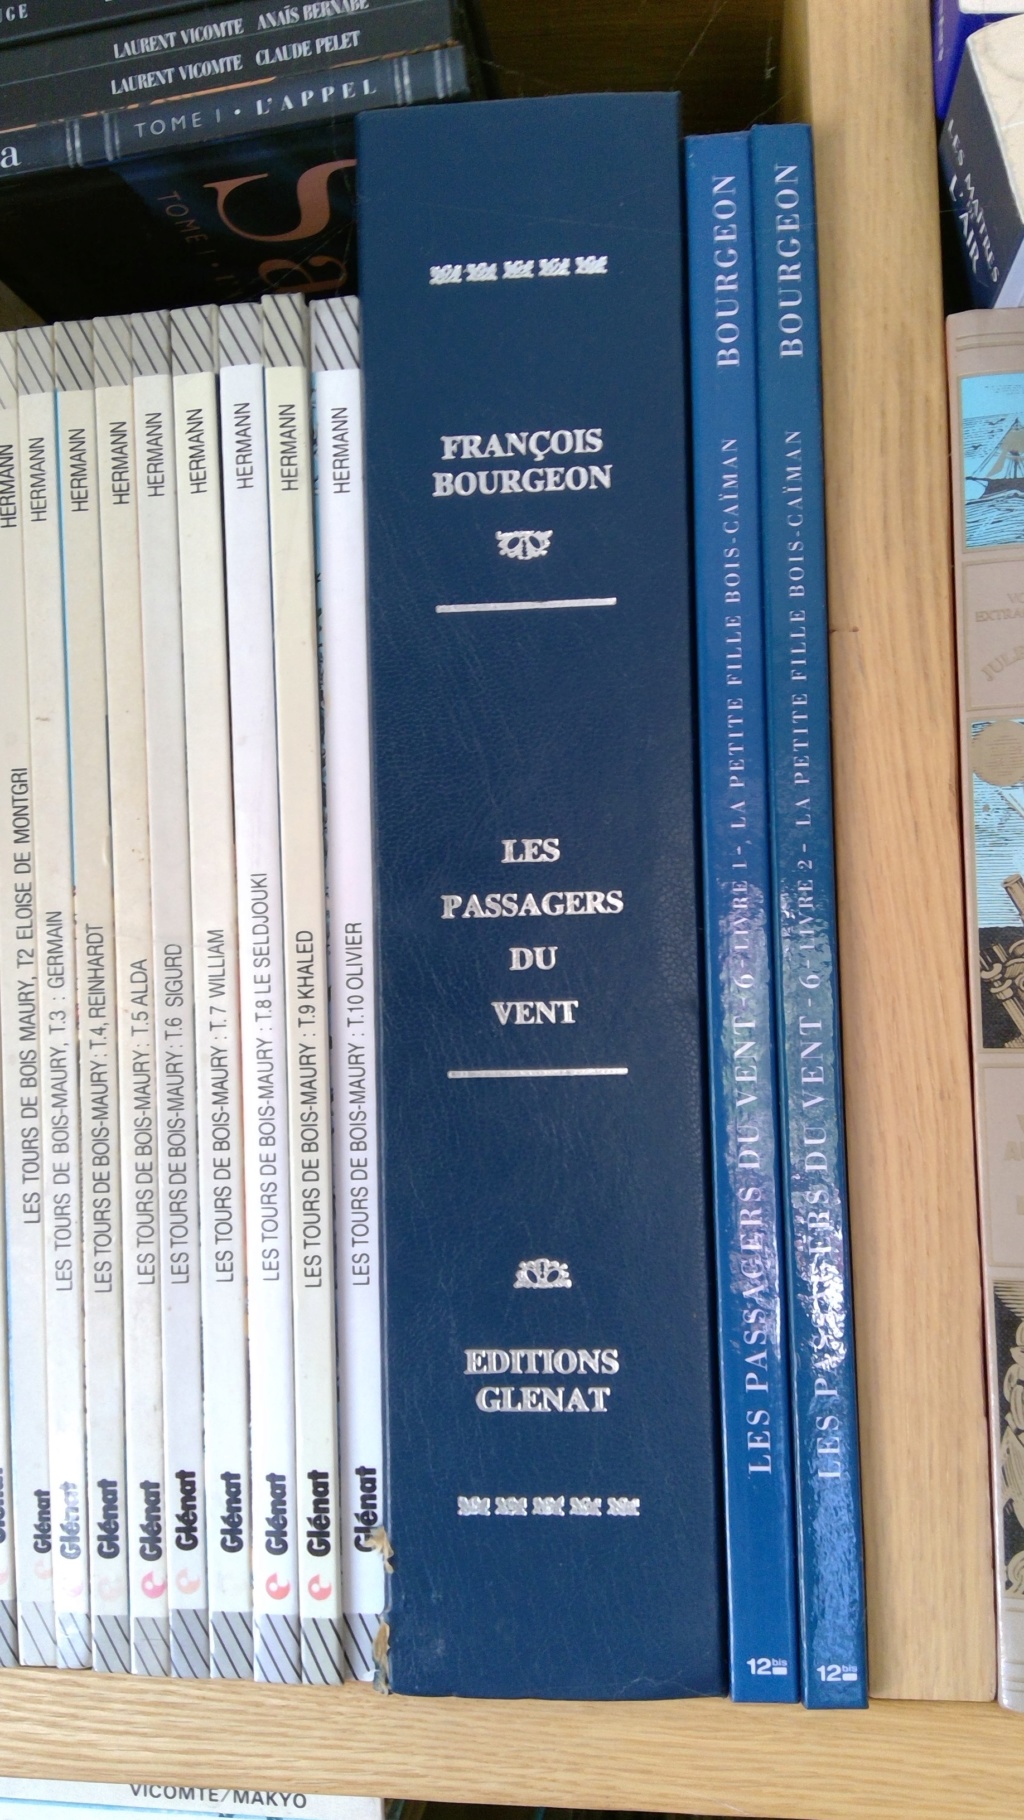 LAURENT VICOMTE ANAÏS BERNABÉ
LAURENT VICOMTE CLAUDE PELET
TOME I • L'APPEL
a
Sa
TOME I
HERMANN
HERMANN
LES TOURS DE BOIS MAURY, T2 ELOISE DE MONTGRI
Glénat
HERMANN
LES TOURS DE BOIS-MAURY, T.3 : GERMAIN
Glénat
HERMANN
LES TOURS DE BOIS-MAURY : T.4, REINHARDT
Glénat
HERMANN
LES TOURS DE BOIS-MAURY : T.5 ALDA
Glénat
HERMANN
LES TOURS DE BOIS-MAURY : T.6 SIGURD
Glénat
HERMANN
LES TOURS DE BOIS-MAURY : T.7 WILLIAM
Glénat
HERMANN
LES TOURS DE BOIS-MAURY : T.8 LE SELDJOUKI
Glénat
HERMANN
LES TOURS DE BOIS-MAURY : T.9 KHALED
Glénat
LES TOURS DE BOIS-MAURY : T.10 OLIVIER
Glénat
FRANÇOIS
BOURGEON
LES
PASSAGERS
DU
VENT
EDITIONS
GLENAT
LES PASSAGERS DU VENT - 6 - LIVRE 1 - LA PETITE FILLE BOIS-CAÏMAN BOURGEON
12bis
LES PASSAGERS DU VENT - 6 - LIVRE 2 - LA PETITE FILLE BOIS-CAÏMAN BOURGEON
12bis
LES MAÎTRES
L'AIR
VICOMTE/MAKYO